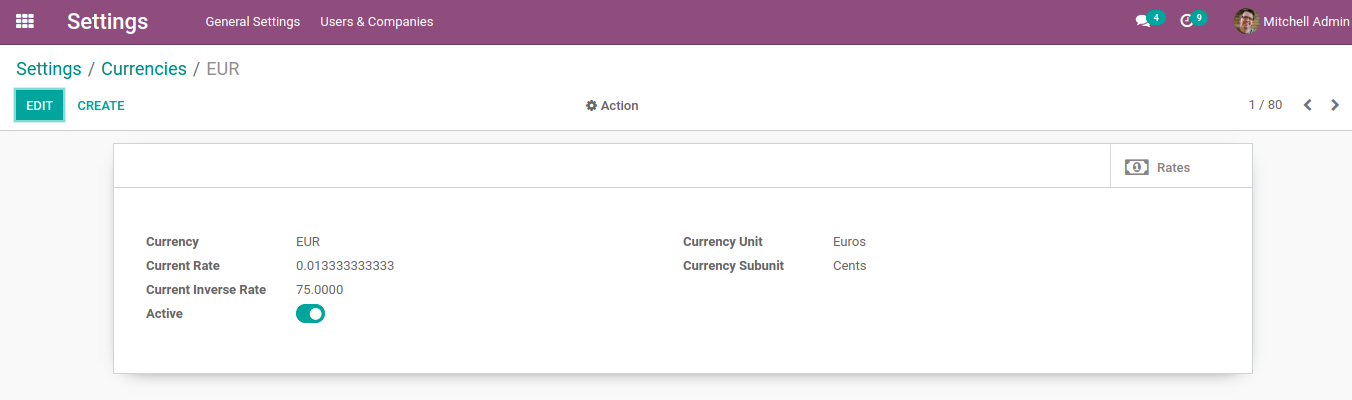 Settings General Settings Users & Companies 4 9 Mitchell Admin
Settings / Currencies / EUR
EDIT CREATE Action 1 / 80
1 Rates
Currency EUR Currency Unit Euros
Current Rate 0.013333333333 Currency Subunit Cents
Current Inverse Rate 75.0000
Active